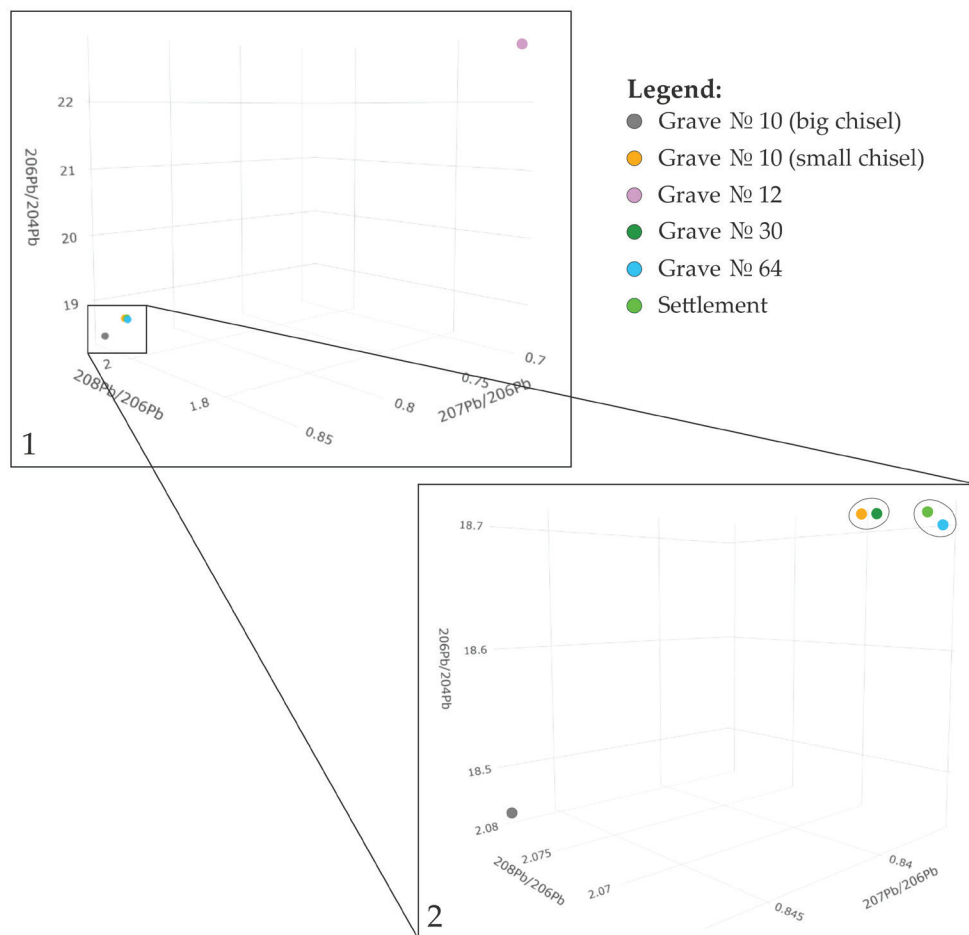 22
21
20
19
206Pb/204Pb
2
1.8
208Pb/206Pb
0.85
0.8
0.75
0.7
207Pb/206Pb
1
Legend:
Grave № 10 (big chisel)
Grave № 10 (small chisel)
Grave № 12
Grave № 30
Grave № 64
Settlement
18.7
18.6
18.5
206Pb/204Pb
2.08
2.075
2.07
208Pb/206Pb
0.845
0.84
207Pb/206Pb
2